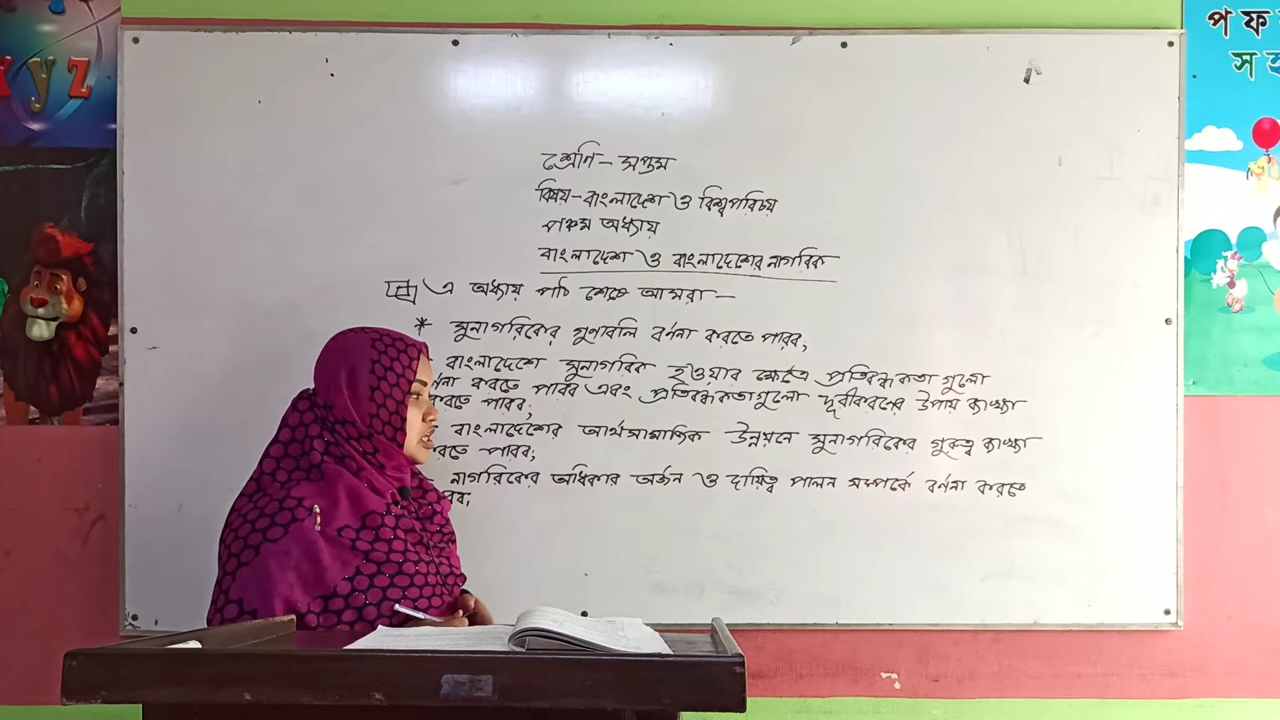 xyz
প ফ
স
শ্রেণি - সপ্তম
বিষয় - বাংলাদেশ ও বিশ্বপরিচয়
পঞ্চম অধ্যায়
বাংলাদেশ ও বাংলাদেশের নাগরিক
এ অধ্যায় পাঠ শেষে আমরা -
* সুনাগরিকের গুণাবলি বর্ণনা করতে পারব;
বাংলাদেশে সুনাগরিক হওয়ার ক্ষেত্রে প্রতিবন্ধকতা গুলো
করতে পারব এবং প্রতিবন্ধকতাগুলো দূরীকরণের উপায় ব্যাখ্যা
করতে পারব;
বাংলাদেশের আর্থসামাজিক উন্নয়নে সুনাগরিকের গুরুত্ব ব্যাখ্যা
পারব;
নাগরিকের অধিকার অর্জন ও দায়িত্ব পালন সম্পর্কে বর্ণনা করতে